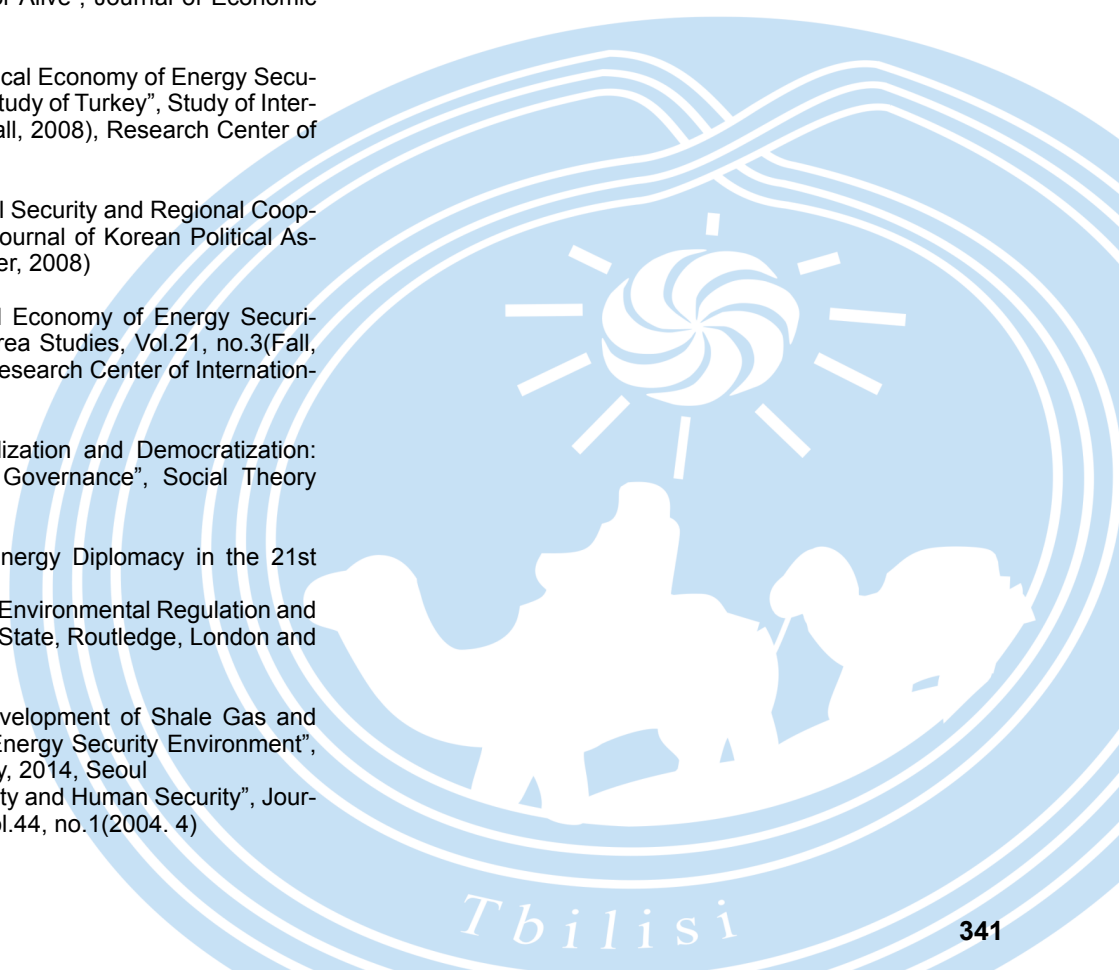 or Alive”, Journal of Economic
ical Economy of Energy Secu-
tudy of Turkey”, Study of Inter-
all, 2008), Research Center of
l Security and Regional Coop-
ournal of Korean Political As-
er, 2008)
l Economy of Energy Securi-
rea Studies, Vol.21, no.3(Fall,
esearch Center of Internation-
lization and Democratization:
Governance”, Social Theory
nergy Diplomacy in the 21st
Environmental Regulation and
State, Routledge, London and
velopment of Shale Gas and
Energy Security Environment”,
y, 2014, Seoul
ty and Human Security”, Jour-
ol.44, no.1(2004. 4)
Tbilisi
341